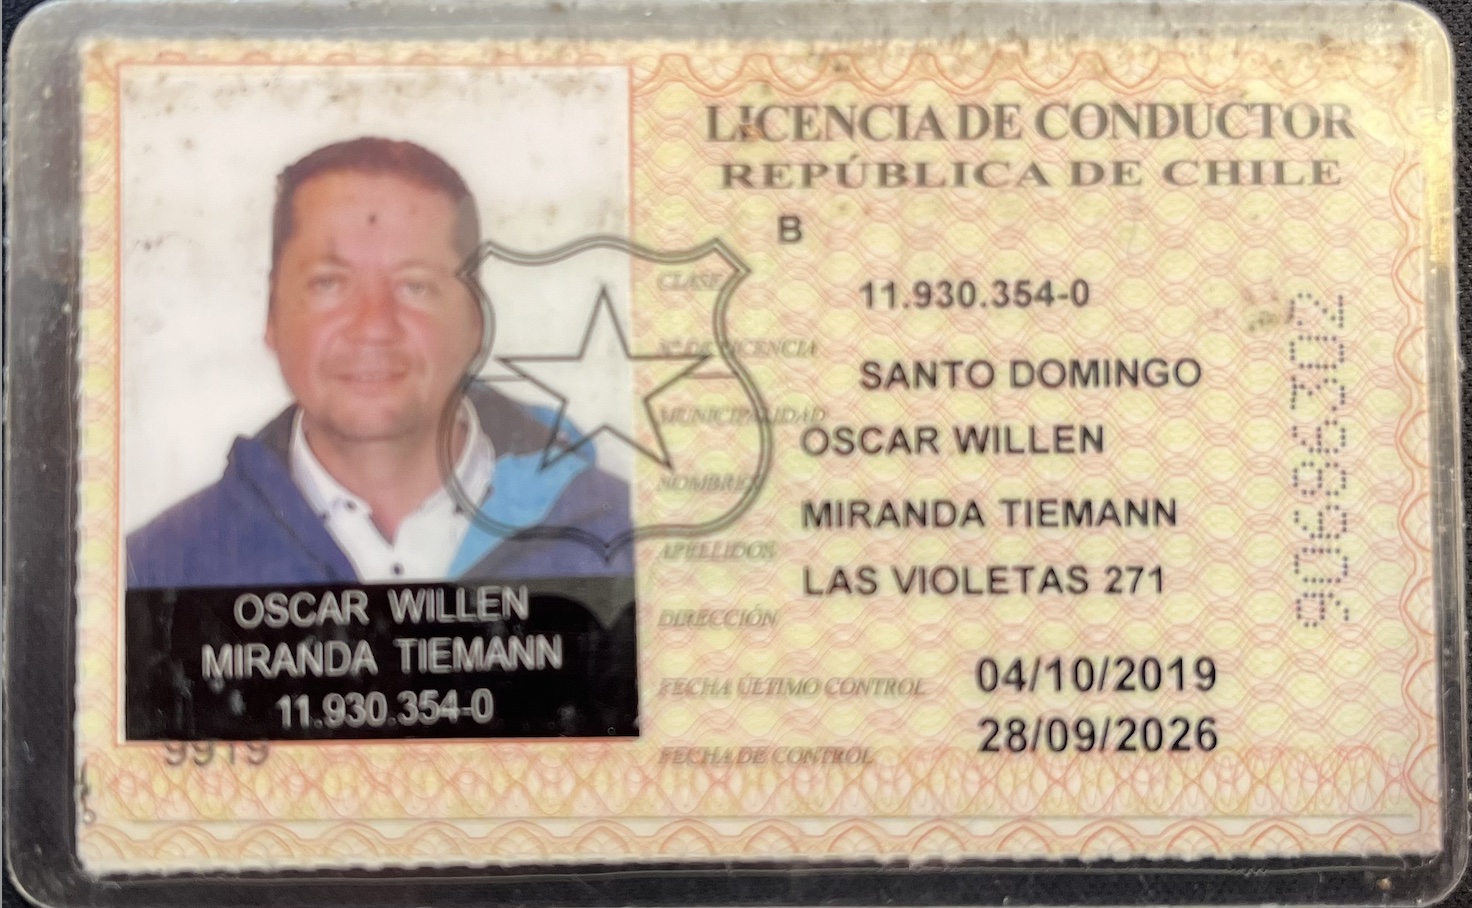 LICENCIA DE CONDUCTOR
REPÚBLICA DE CHILE
B
CLASE
11.930.354-0
Nº DE LICENCIA
SANTO DOMINGO
MUNICIPALIDAD
OSCAR WILLEN
NOMBRES
MIRANDA TIEMANN
APELLIDOS
LAS VIOLETAS 271
DIRECCIÓN
FECHA ÚLTIMO CONTROL 04/10/2019
28/09/2026
FECHA DE CONTROL
OSCAR WILLEN
MIRANDA TIEMANN
11.930.354-0
9919